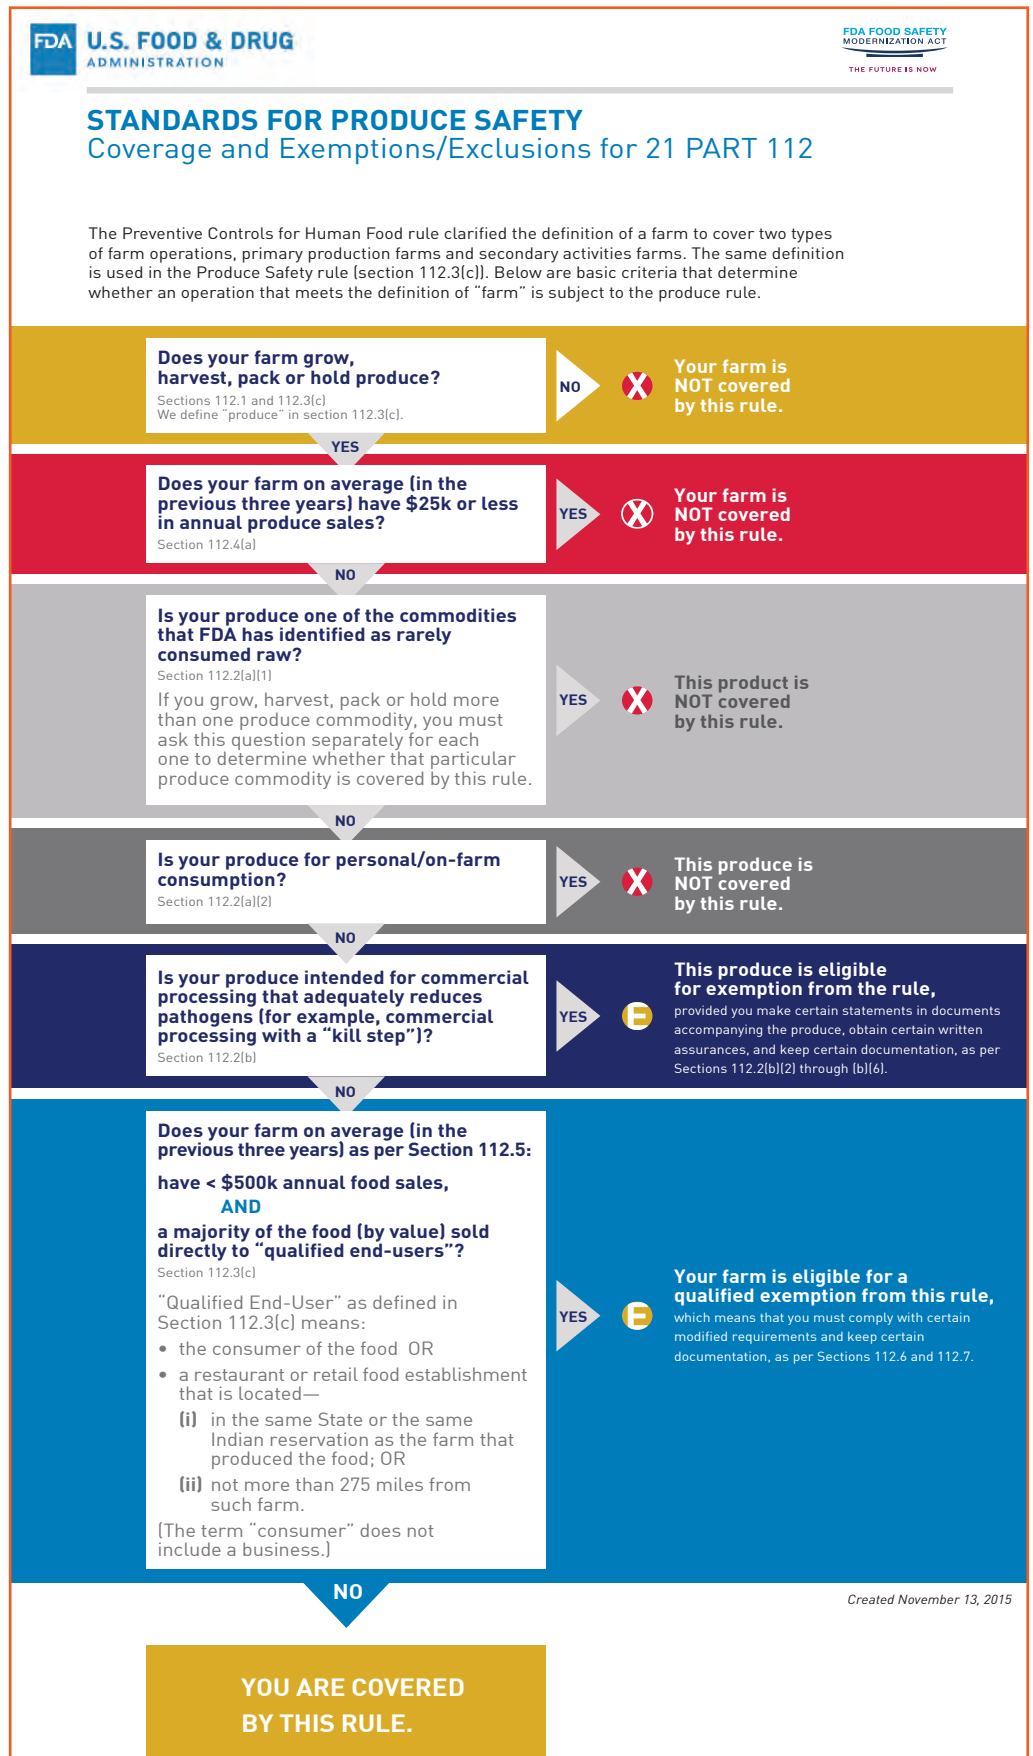 FDA U.S. FOOD & DRUG
ADMINISTRATION
FDA FOOD SAFETY
MODERNIZATION ACT
THE FUTURE IS NOW
STANDARDS FOR PRODUCE SAFETY
Coverage and Exemptions/Exclusions for 21 PART 112
The Preventive Controls for Human Food rule clarified the definition of a farm to cover two types
of farm operations, primary production farms and secondary activities farms. The same definition
is used in the Produce Safety rule (section 112.3(c)). Below are basic criteria that determine
whether an operation that meets the definition of “farm” is subject to the produce rule.
Does your farm grow,
harvest, pack or hold produce?
Sections 112.1 and 112.3(c)
We define “produce” in section 112.3(c).
NO
X
Your farm is
NOT covered
by this rule.
YES
Does your farm on average (in the
previous three years) have $25k or less
in annual produce sales?
Section 112.4(a)
YES
X
Your farm is
NOT covered
by this rule.
NO
Is your produce one of the commodities
that FDA has identified as rarely
consumed raw?
Section 112.2(a)(1)
If you grow, harvest, pack or hold more
than one produce commodity, you must
ask this question separately for each
one to determine whether that particular
produce commodity is covered by this rule.
YES
X
This product is
NOT covered
by this rule.
NO
Is your produce for personal/on-farm
consumption?
Section 112.2(a)(2)
YES
X
This produce is
NOT covered
by this rule.
NO
Is your produce intended for commercial
processing that adequately reduces
pathogens (for example, commercial
processing with a “kill step”)?
Section 112.2(b)
YES
E
This produce is eligible
for exemption from the rule,
provided you make certain statements in documents
accompanying the produce, obtain certain written
assurances, and keep certain documentation, as per
Sections 112.2(b)(2) through (b)(6).
NO
Does your farm on average (in the
previous three years) as per Section 112.5:
have < $500k annual food sales,
AND
a majority of the food (by value) sold
directly to “qualified end-users”?
Section 112.3(c)
“Qualified End-User” as defined in
Section 112.3(c) means:
• the consumer of the food OR
• a restaurant or retail food establishment
that is located—
(i) in the same State or the same
Indian reservation as the farm that
produced the food; OR
(ii) not more than 275 miles from
such farm.
(The term “consumer” does not
include a business.)
YES
E
Your farm is eligible for a
qualified exemption from this rule,
which means that you must comply with certain
modified requirements and keep certain
documentation, as per Sections 112.6 and 112.7.
NO
Created November 13, 2015
YOU ARE COVERED
BY THIS RULE.